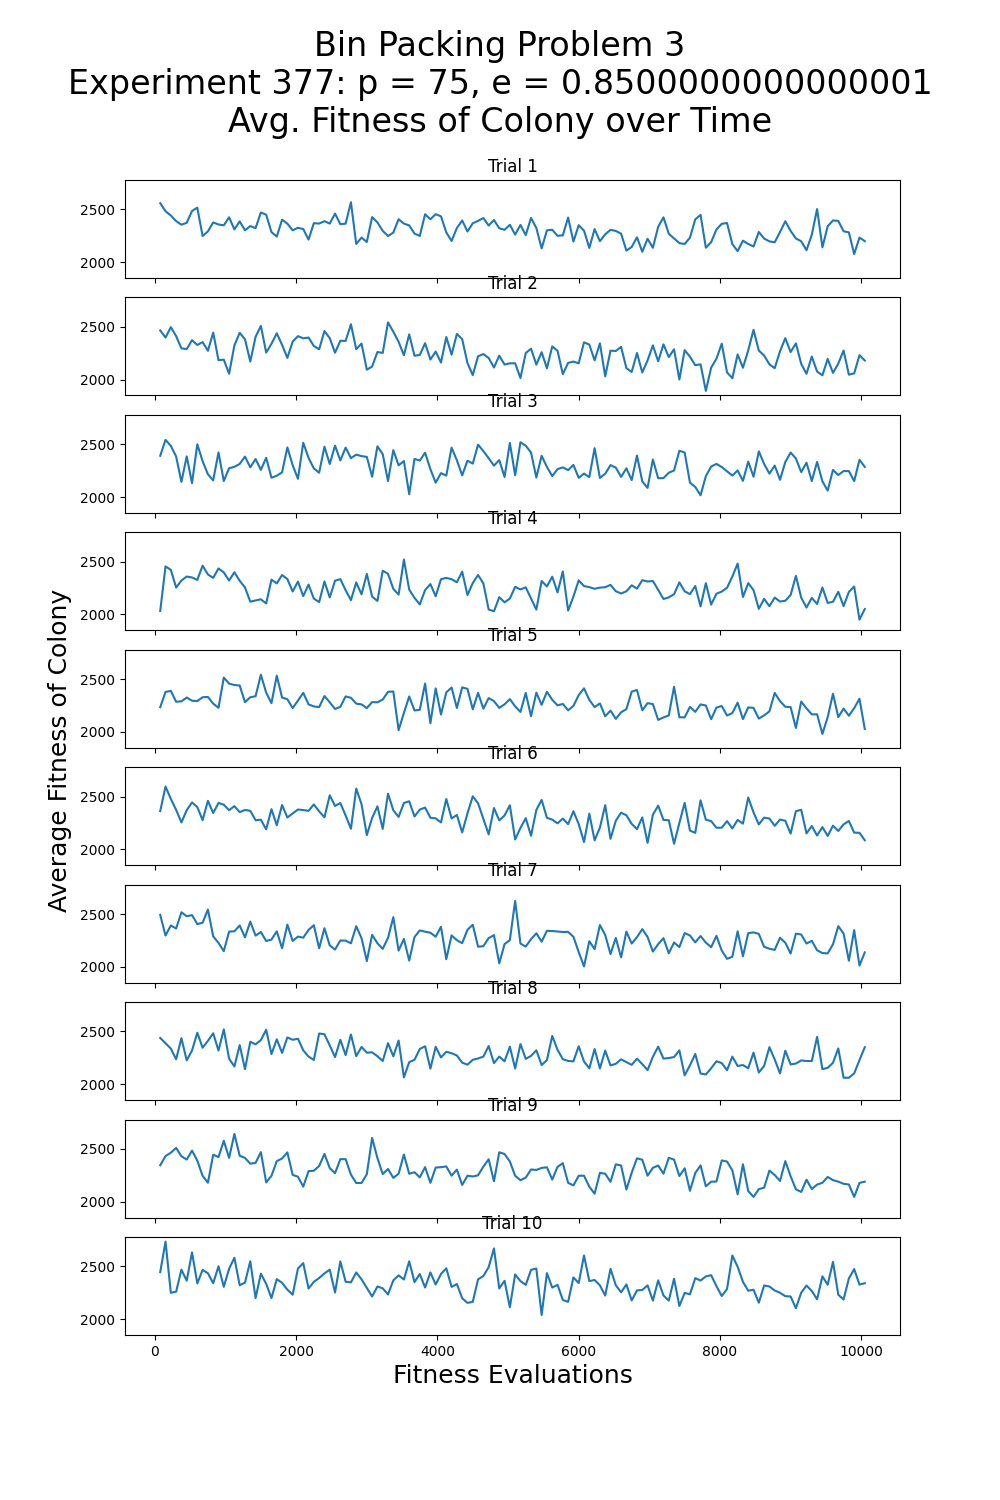 Bin Packing Problem 3
Experiment 377: p = 75, e = 0.8500000000000001
Avg. Fitness of Colony over Time
Trial 1
2500
2000
Trial 2
2500
2000
Trial 3
2500
2000
Trial 4
2500
2000
Trial 5
2500
2000
Trial 6
2500
2000
Trial 7
2500
2000
Trial 8
2500
2000
Trial 9
2500
2000
Trial 10
2500
2000
0 2000 4000 6000 8000 10000
Fitness Evaluations
Average Fitness of Colony